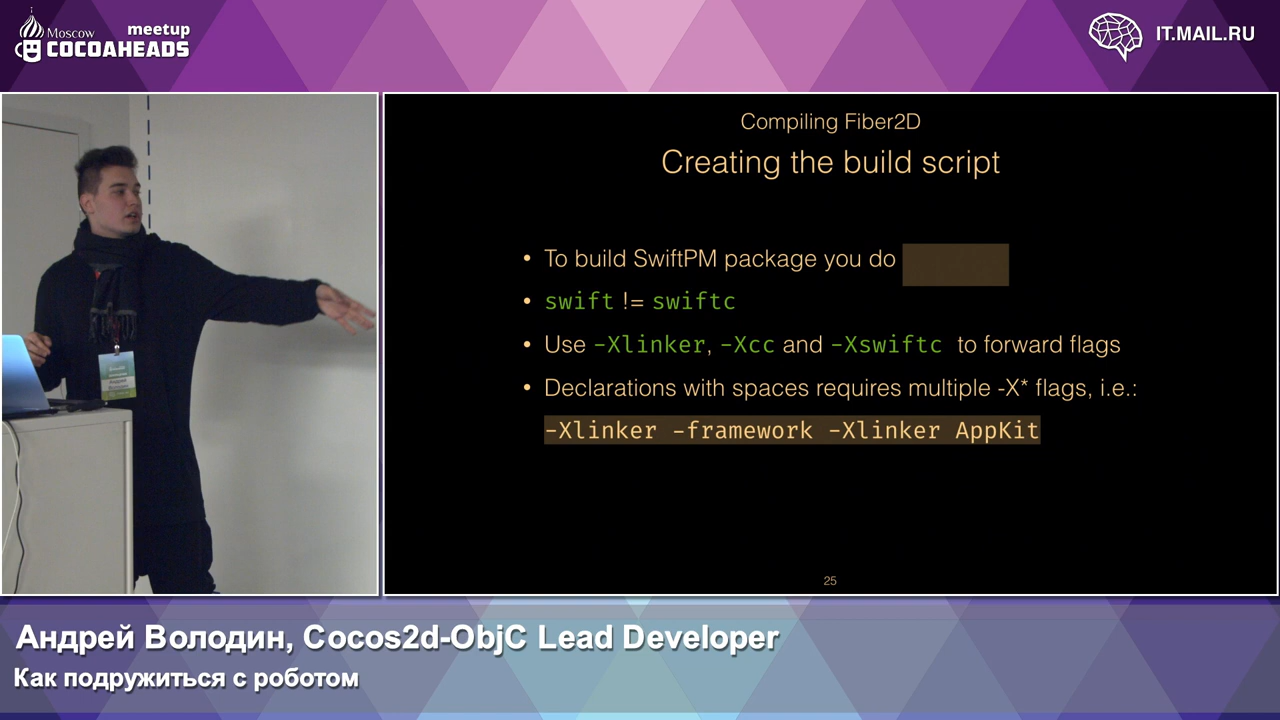 Moscow meetup
COCOAHEADS
IT.MAIL.RU
Compiling Fiber2D
Creating the build script
• To build SwiftPM package you do
• swift != swiftc
• Use -Xlinker, -Xcc and -Xswiftc to forward flags
• Declarations with spaces requires multiple -X* flags, i.e.:
-Xlinker -framework -Xlinker AppKit
25
Андрей
Володин
Андрей Володин, Cocos2d-ObjC Lead Developer
Как подружиться с роботом